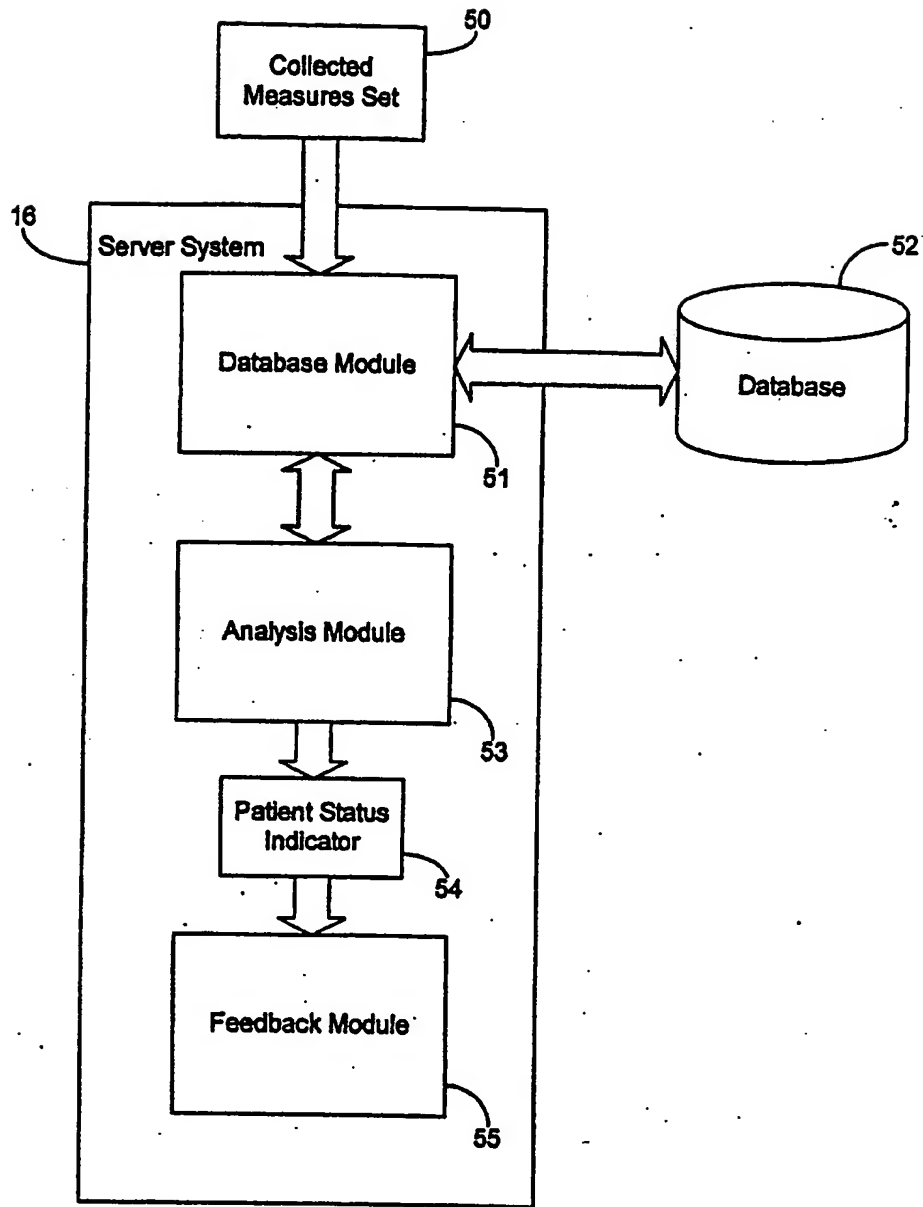 50
Collected
Measures Set
16
Server System
52
Database Module
Database
51
Analysis Module
53
Patient Status
Indicator
54
Feedback Module
55